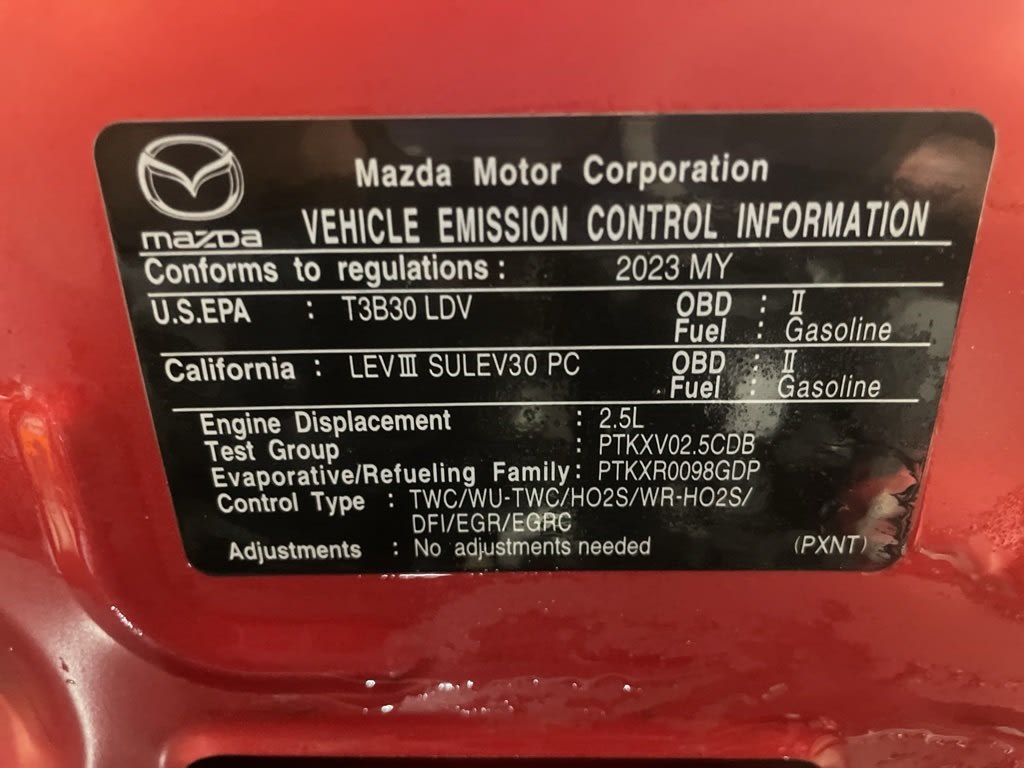 Mazda Motor Corporation
mazda VEHICLE EMISSION CONTROL INFORMATION
Conforms to regulations : 2023 MY
U.S.EPA : T3B30 LDV OBD : II
Fuel : Gasoline
California : LEVIII SULEV30 PC OBD : II
Fuel : Gasoline
Engine Displacement : 2.5L
Test Group : PTKXV02.5CDB
Evaporative/Refueling Family : PTKXR0098GDP
Control Type : TWC/WU-TWC/HO2S/WR-HO2S/
DFI/EGR/EGRC
Adjustments : No adjustments needed (PXNT)